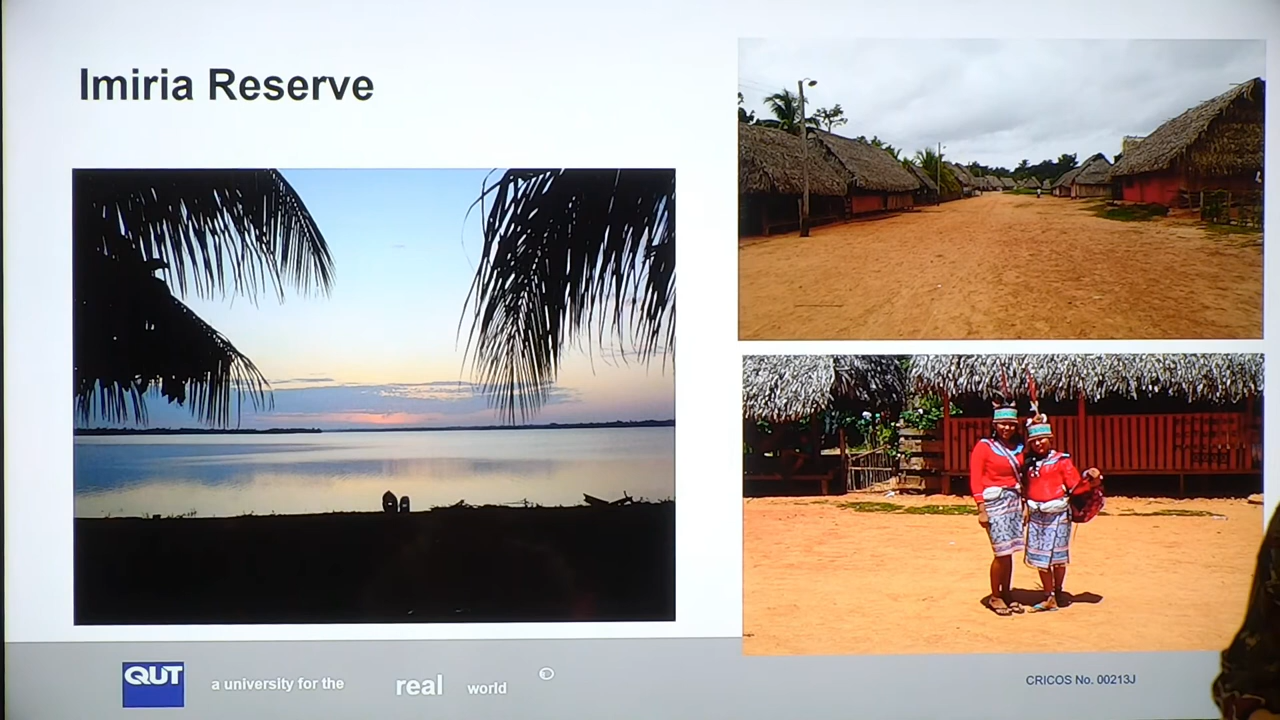 Imiria Reserve
QUT
a university for the real world
CRICOS No. 00213J